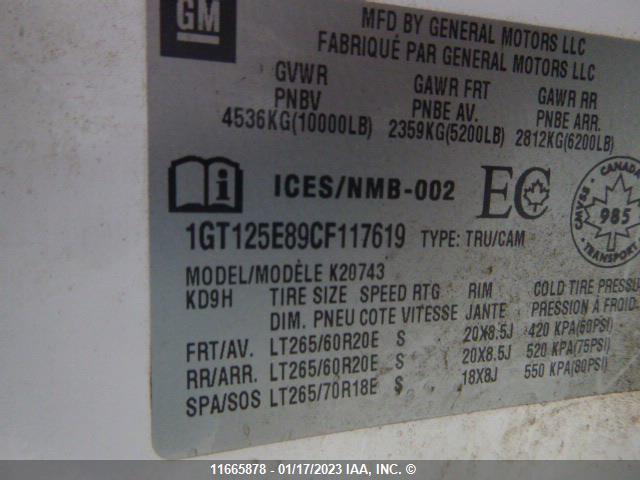 GM
MFD BY GENERAL MOTORS LLC
FABRIQUÉ PAR GENERAL MOTORS LLC
GVWR GAWR FRT GAWR RR
PNBV PNBE AV. PNBE ARR.
4536KG(10000LB) 2359KG(5200LB) 2812KG(6200LB)
i ICES/NMB-002 EC CANADA CMVSS 985
1GT125E89CF117619 TYPE: TRU/CAM
MODEL/MODÈLE K20743
KD9H TIRE SIZE SPEED RTG RIM COLD TIRE PRESSU
DIM. PNEU COTE VITESSE JANTE PRESSION À FROID
FRT/AV. LT265/60R20E S 20X8.5J 420 KPA(60PSI)
RR/ARR. LT265/60R20E S 20X8.5J 520 KPA(75PSI)
SPA/SOS LT265/70R18E S 18X8J 550 KPA(80PSI)
11665878 - 01/17/2023 IAA, INC. ©